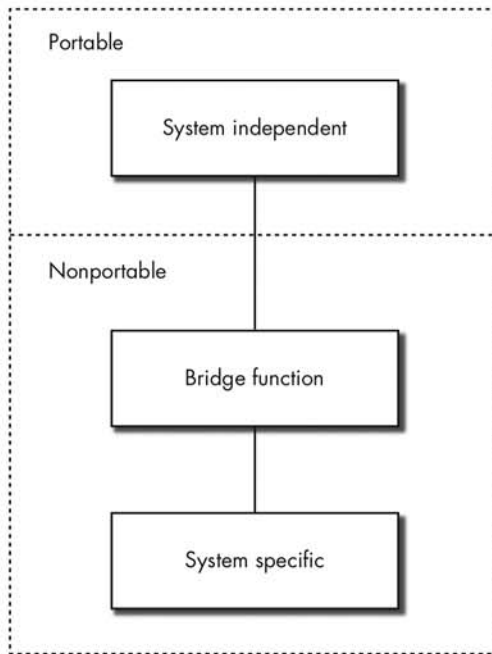 Portable
System independent
Nonportable
Bridge function
System specific